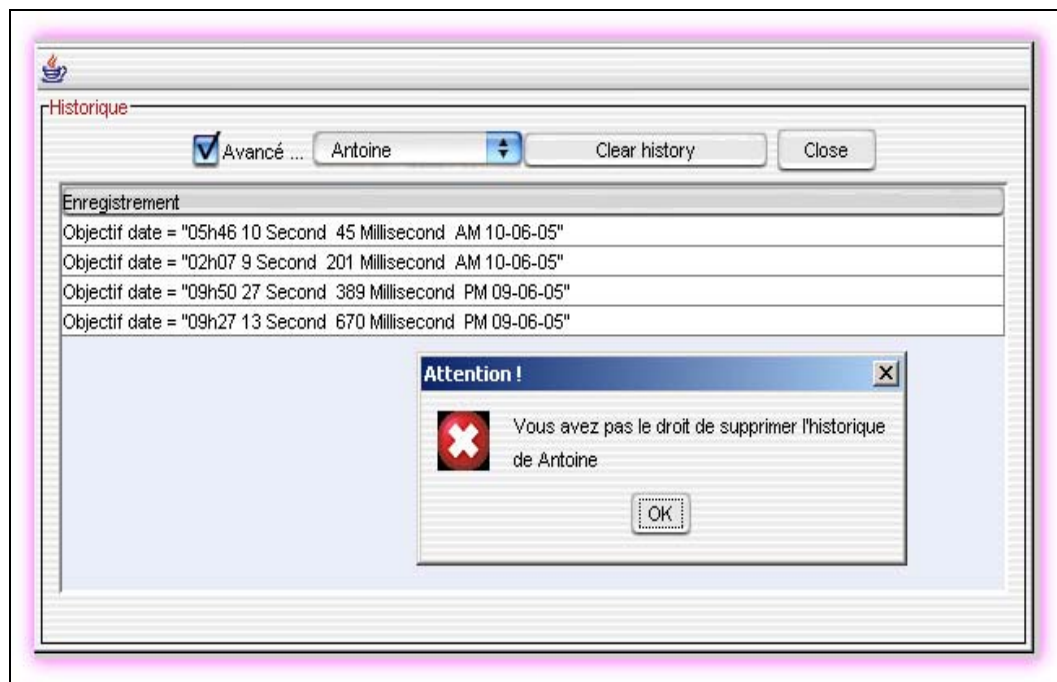 Historique
Avancé ... Antoine Clear history Close
Enregistrement
Objectif date = "05h46 10 Second 45 Millisecond AM 10-06-05"
Objectif date = "02h07 9 Second 201 Millisecond AM 10-06-05"
Objectif date = "09h50 27 Second 389 Millisecond PM 09-06-05"
Objectif date = "09h27 13 Second 670 Millisecond PM 09-06-05"
Attention !
Vous avez pas le droit de supprimer l'historique
de Antoine
OK